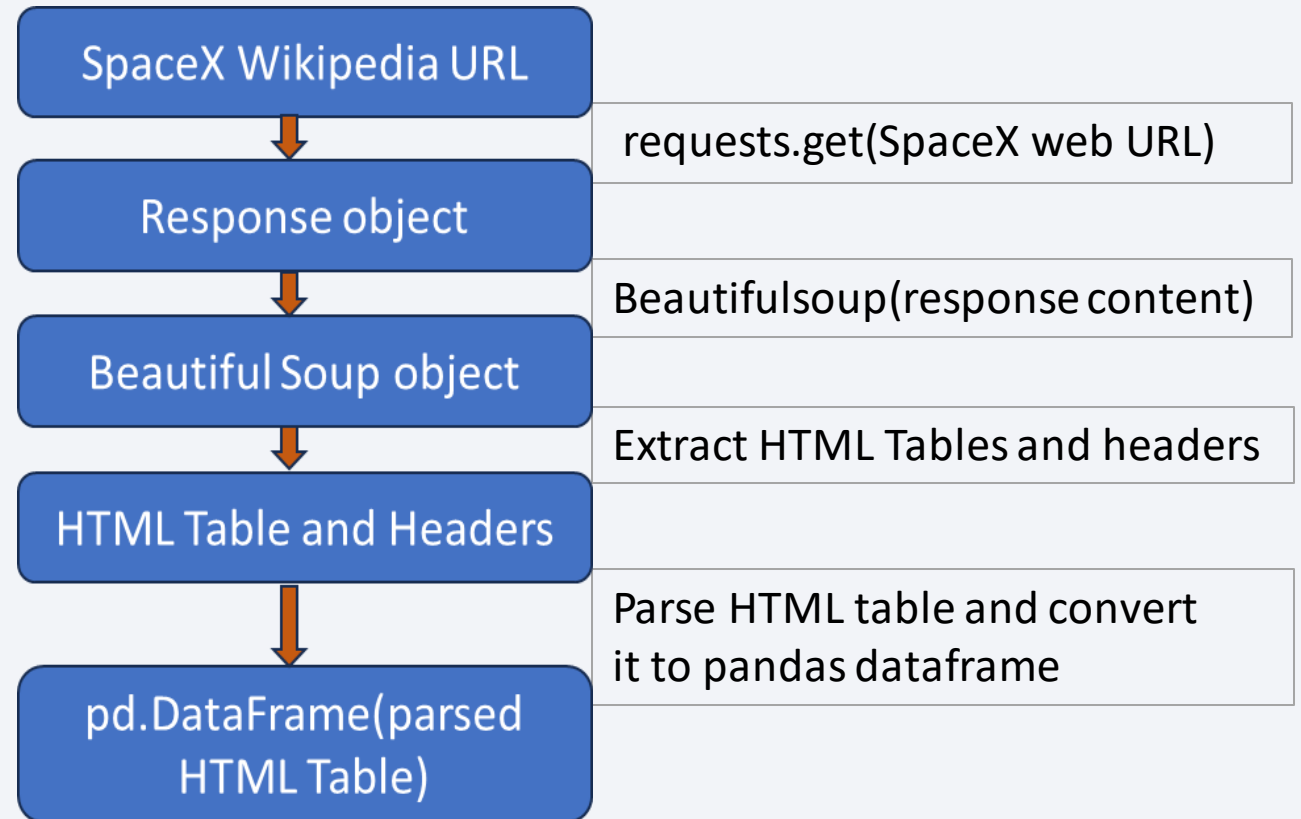 SpaceX Wikipedia URL
requests.get(SpaceX web URL)
Response object
Beautifulsoup(response content)
Beautiful Soup object
Extract HTML Tables and headers
HTML Table and Headers
Parse HTML table and convert
it to pandas dataframe
pd.DataFrame(parsed
HTML Table)